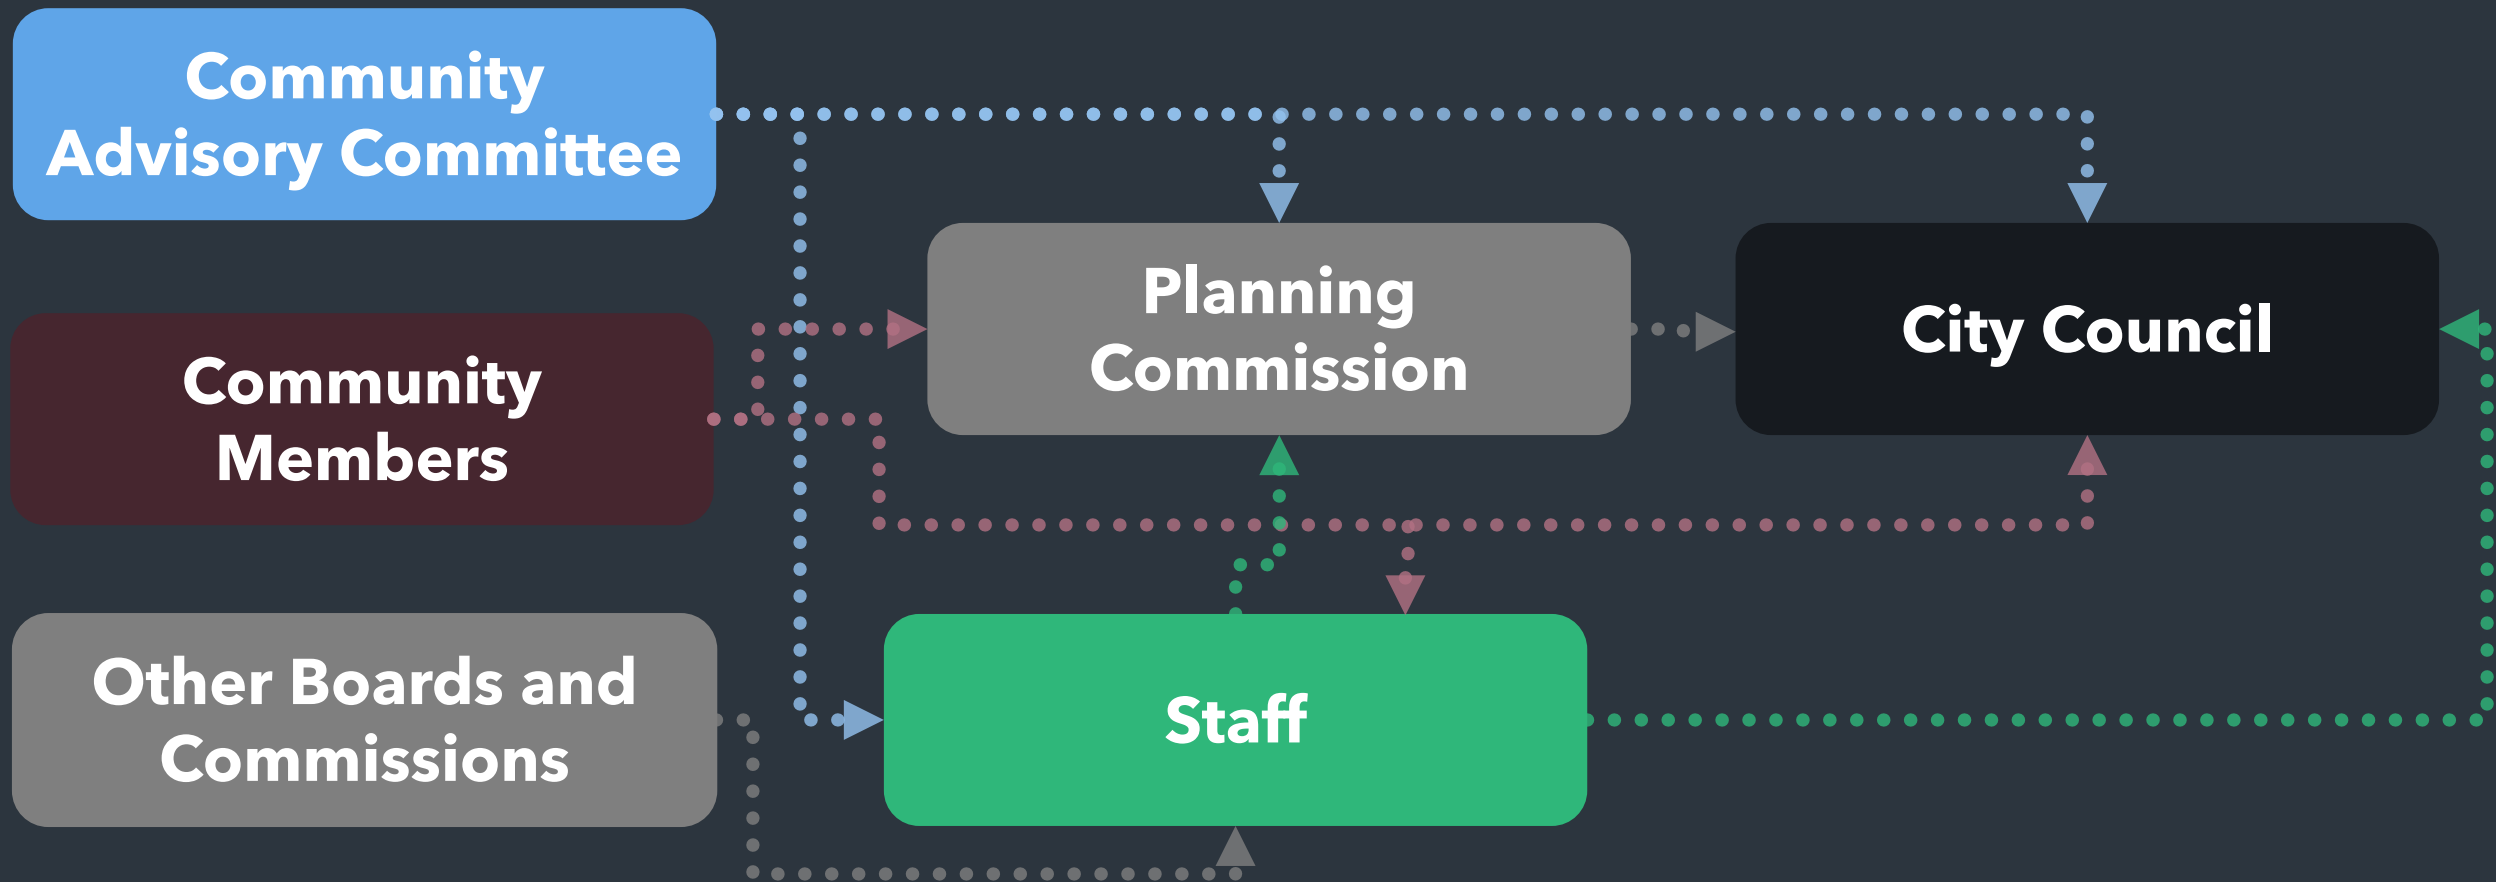 Community
Advisory Committee
Planning
Commission
City Council
Community
Members
Other Boards and
Commissions
Staff